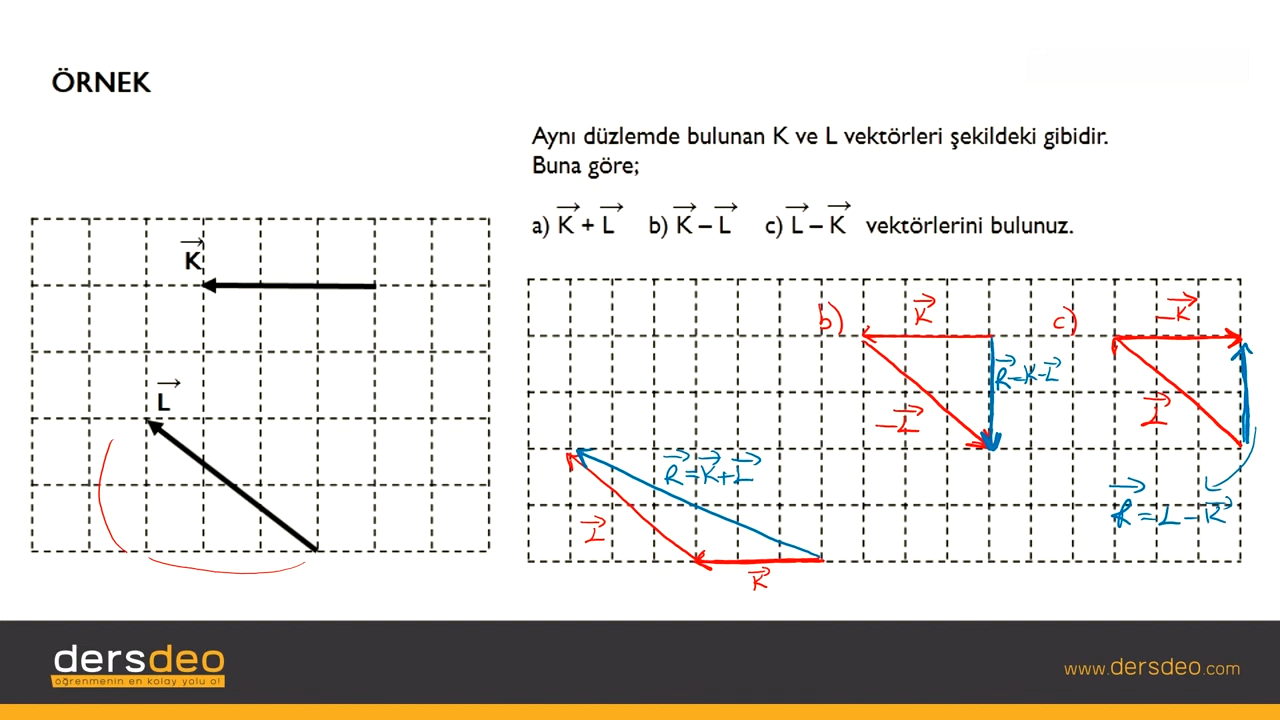 ÖRNEK
Aynı düzlemde bulunan K ve L vektörleri şekildeki gibidir.
Buna göre;
a) K⃗ + L⃗ b) K⃗ – L⃗ c) L⃗ – K⃗ vektörlerini bulunuz.
K⃗
L⃗
b) K⃗
R⃗ = K - L⃗
–L⃗
c) –K⃗
L⃗
R⃗ = L – K⃗
R⃗ = K⃗ + L⃗
L⃗
K⃗
dersdeo
öğrenmenin en kolay yolu o!
www.dersdeo.com